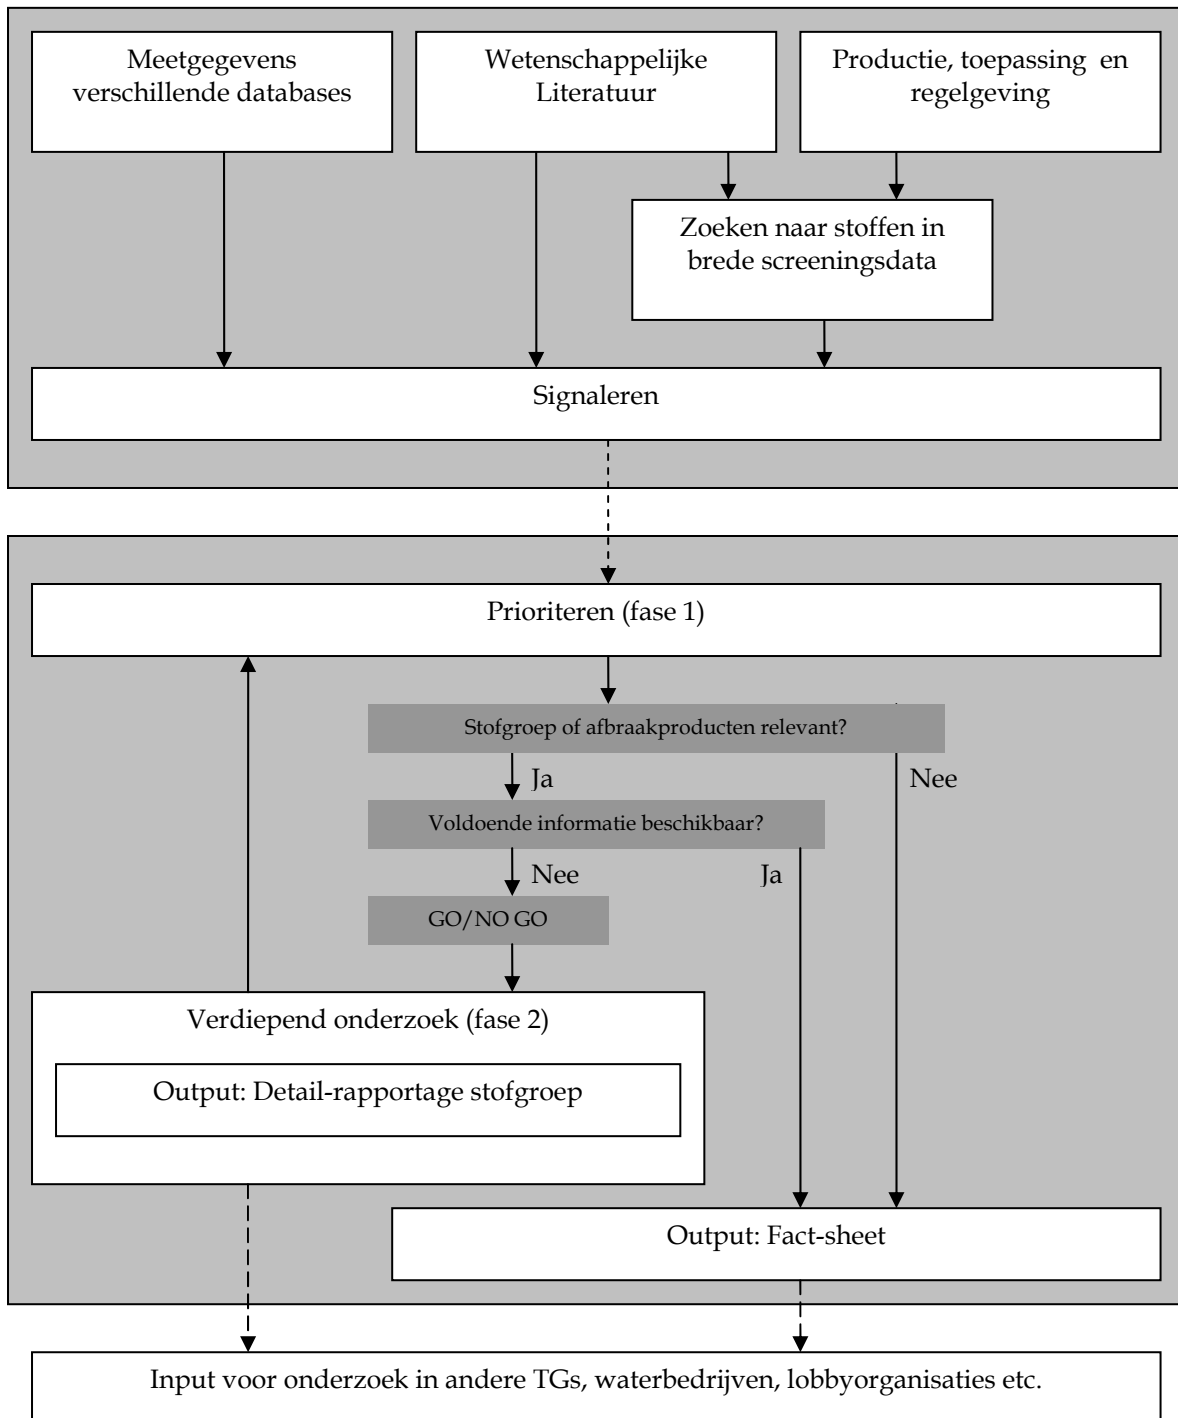 Meetgegevens
verschillende databases
Wetenschappelijke
Literatuur
Productie, toepassing en
regelgeving
Zoeken naar stoffen in
brede screeningsdata
Signaleren
Prioriteren (fase 1)
Stofgroep of afbraakproducten relevant?
Ja
Nee
Voldoende informatie beschikbaar?
Nee
Ja
GO/NO GO
Verdiepend onderzoek (fase 2)
Output: Detail-rapportage stofgroep
Output: Fact-sheet
Input voor onderzoek in andere TGs, waterbedrijven, lobbyorganisaties etc.